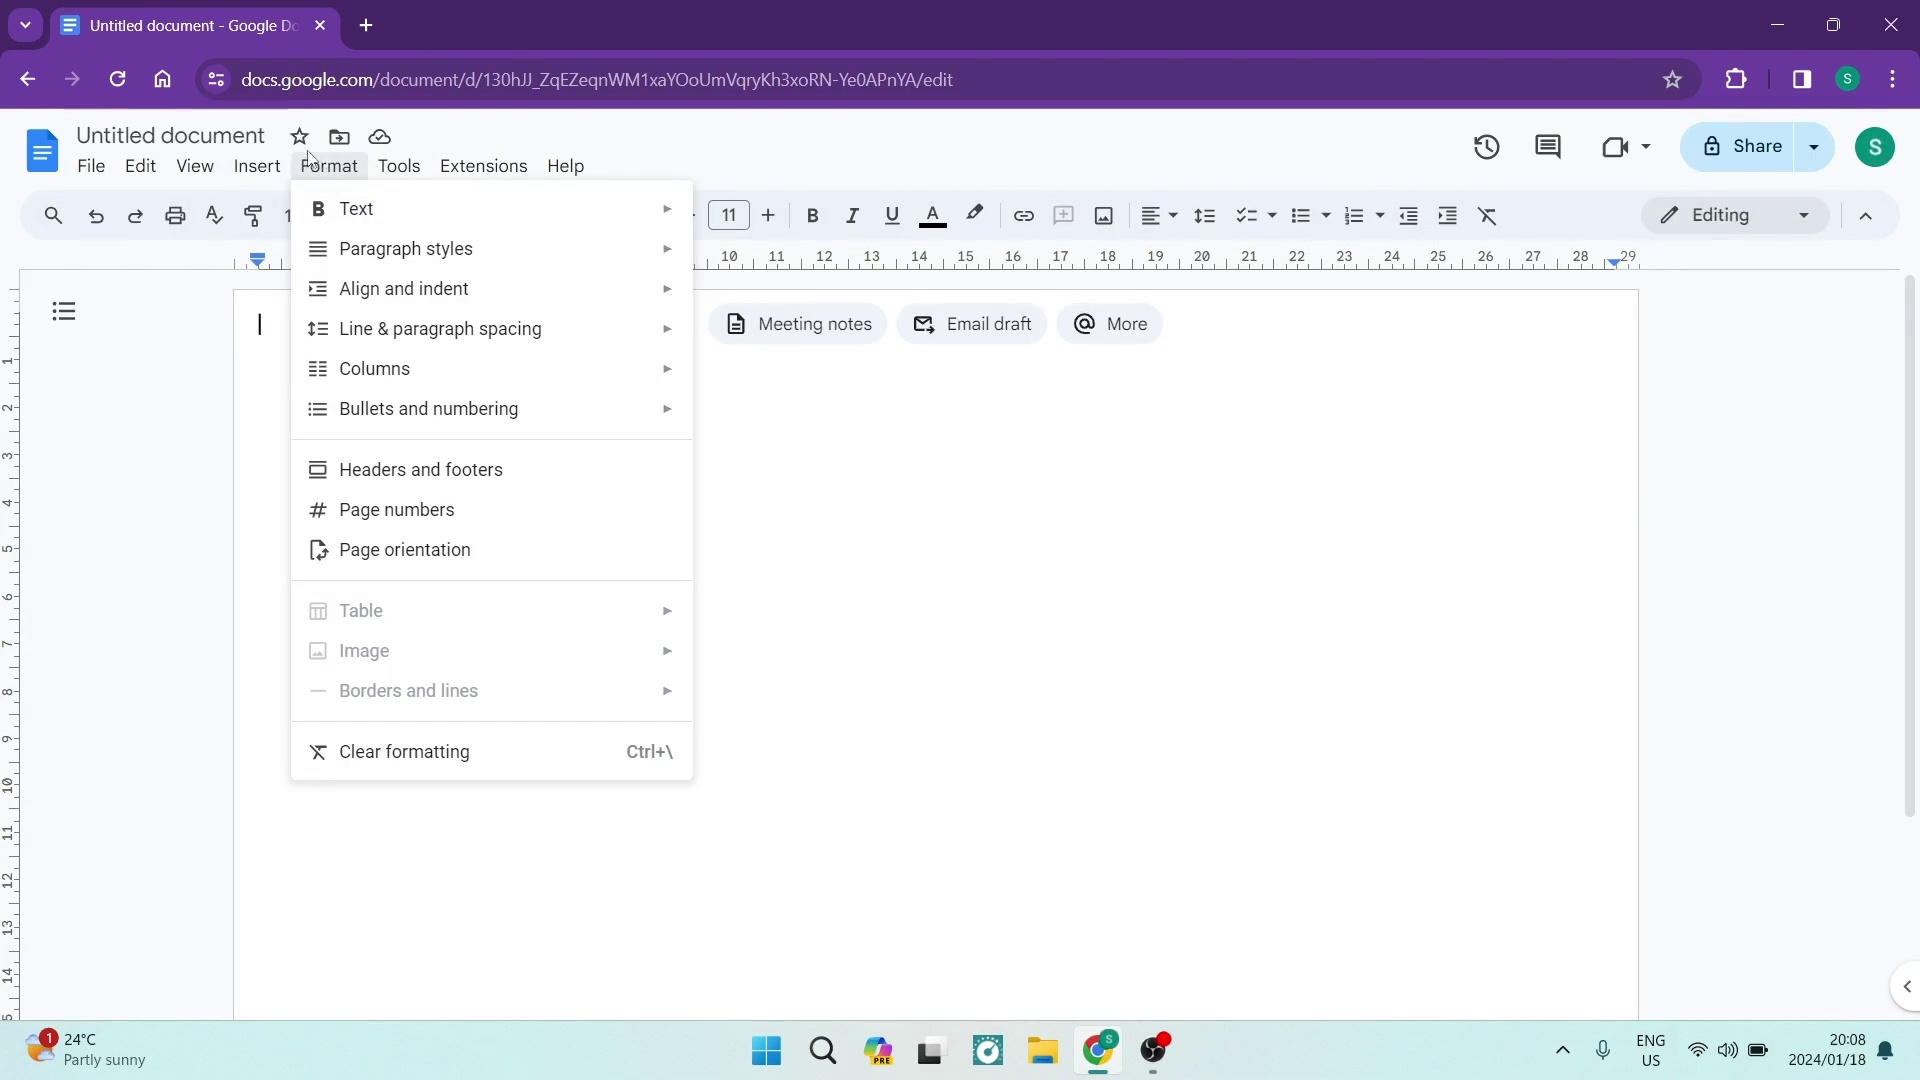 Untitled document - Google Do
docs.google.com/document/d/130hJJ_ZqEZeqnWM1xaYOoUmVqryKh3xoRN-Ye0APnYA/edit
S
Untitled document
Share
S
File Edit View Insert Format Tools Extensions Help
11
Editing
10 11 12 13 14 15 16 17 18 19 20 21 22 23 24 25 26 27 28 29
Text
Paragraph styles
Align and indent
Line & paragraph spacing
Columns
Bullets and numbering
Headers and footers
Page numbers
Page orientation
Table
Image
Borders and lines
Clear formatting Ctrl+\
Meeting notes Email draft @ More
1
2
3
4
5
6
7
8
9
10
11
12
13
14
1 24°C
Partly sunny
PRE
S
ENG
US
20:08
2024/01/18